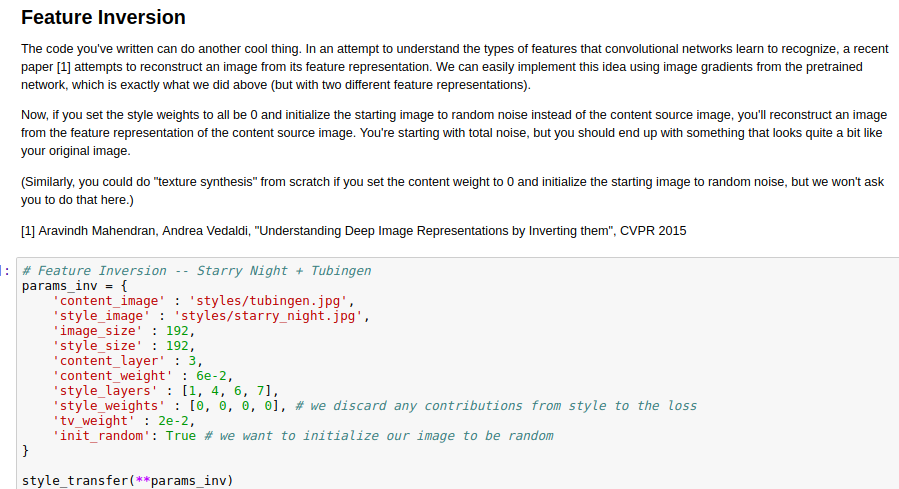 Feature Inversion
The code you've written can do another cool thing. In an attempt to understand the types of features that convolutional networks learn to recognize, a recent
paper [1] attempts to reconstruct an image from its feature representation. We can easily implement this idea using image gradients from the pretrained
network, which is exactly what we did above (but with two different feature representations).
Now, if you set the style weights to all be 0 and initialize the starting image to random noise instead of the content source image, you'll reconstruct an image
from the feature representation of the content source image. You're starting with total noise, but you should end up with something that looks quite a bit like
your original image.
(Similarly, you could do "texture synthesis" from scratch if you set the content weight to 0 and initialize the starting image to random noise, but we won't ask
you to do that here.)
[1] Aravindh Mahendran, Andrea Vedaldi, "Understanding Deep Image Representations by Inverting them", CVPR 2015
]: # Feature Inversion -- Starry Night + Tubingen
params_inv = {
    'content_image' : 'styles/tubingen.jpg',
    'style_image' : 'styles/starry_night.jpg',
    'image_size' : 192,
    'style_size' : 192,
    'content_layer' : 3,
    'content_weight' : 6e-2,
    'style_layers' : [1, 4, 6, 7],
    'style_weights' : [0, 0, 0, 0], # we discard any contributions from style to the loss
    'tv_weight' : 2e-2,
    'init_random': True # we want to initialize our image to be random
}
style_transfer(**params_inv)